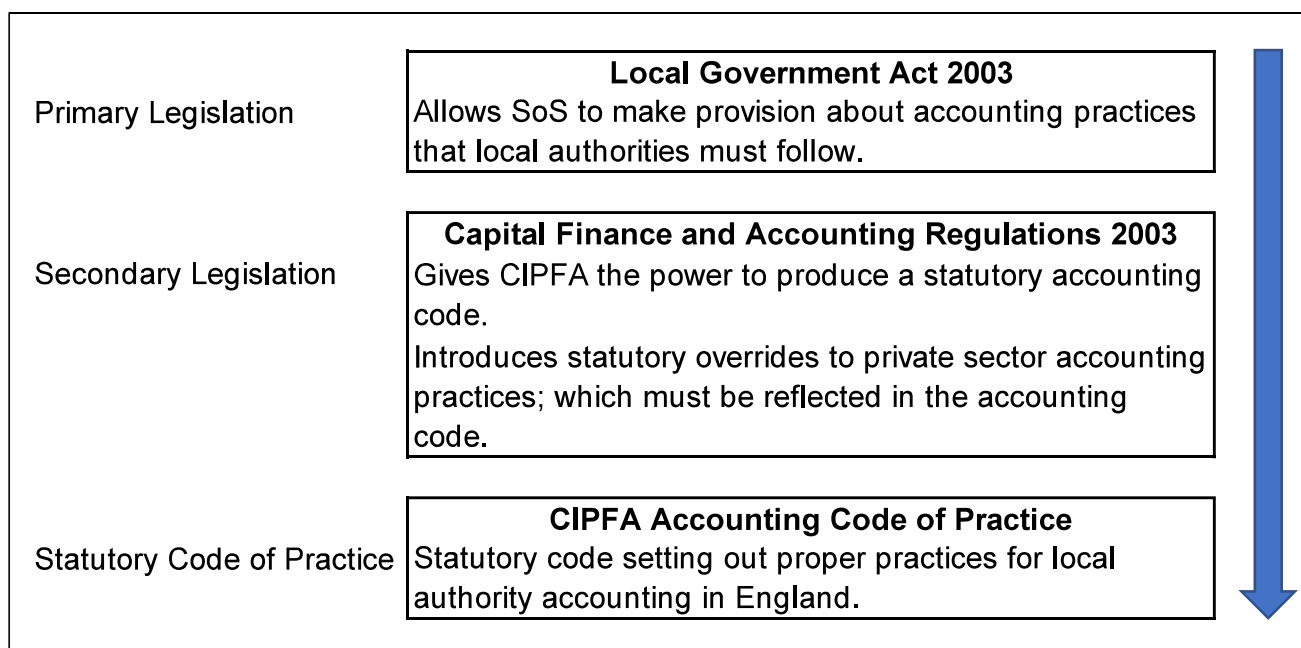 Local Government Act 2003
Primary Legislation
Allows SoS to make provision about accounting practices
that local authorities must follow.
Capital Finance and Accounting Regulations 2003
Secondary Legislation
Gives CIPFA the power to produce a statutory accounting
code.
Introduces statutory overrides to private sector accounting
practices; which must be reflected in the accounting
code.
CIPFA Accounting Code of Practice
Statutory Code of Practice
Statutory code setting out proper practices for local
authority accounting in England.